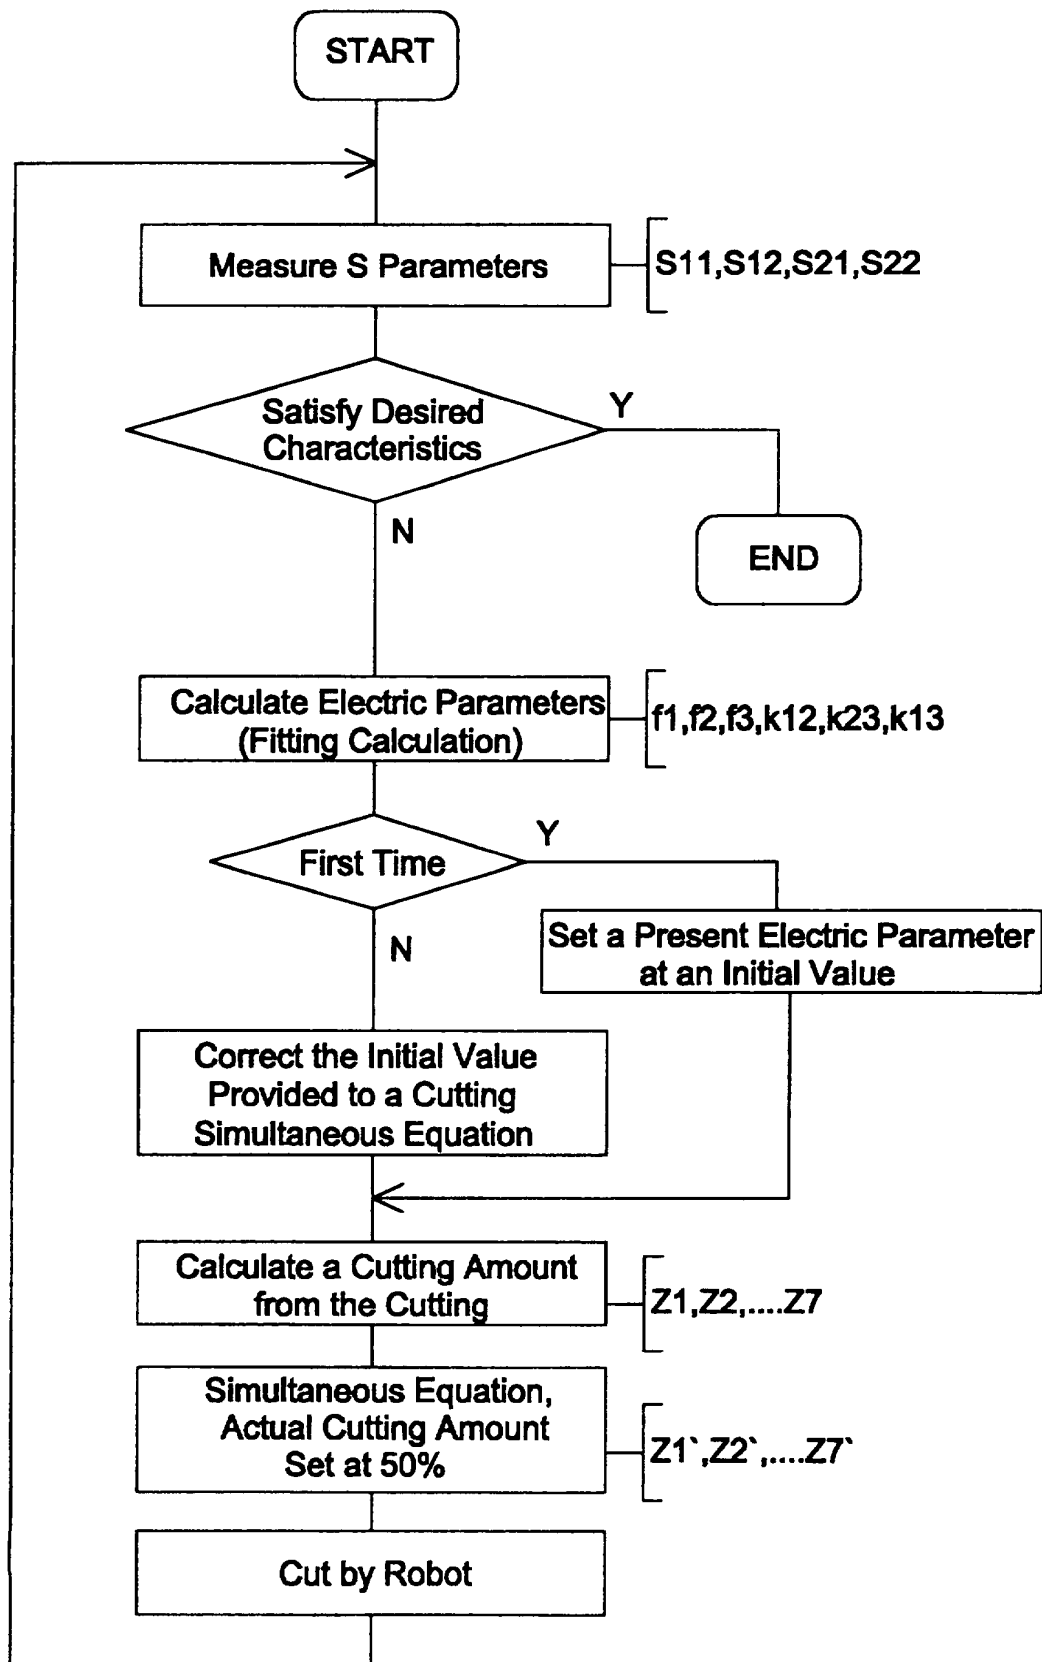 START
Measure S Parameters
S11,S12,S21,S22
Satisfy Desired
Characteristics
Y
N
END
Calculate Electric Parameters
(Fitting Calculation)
f1,f2,f3,k12,k23,k13
First Time
Y
N
Set a Present Electric Parameter
at an Initial Value
Correct the Initial Value
Provided to a Cutting
Simultaneous Equation
Calculate a Cutting Amount
from the Cutting
Z1,Z2,....Z7
Simultaneous Equation,
Actual Cutting Amount
Set at 50%
Z1`,Z2`,....Z7`
Cut by Robot